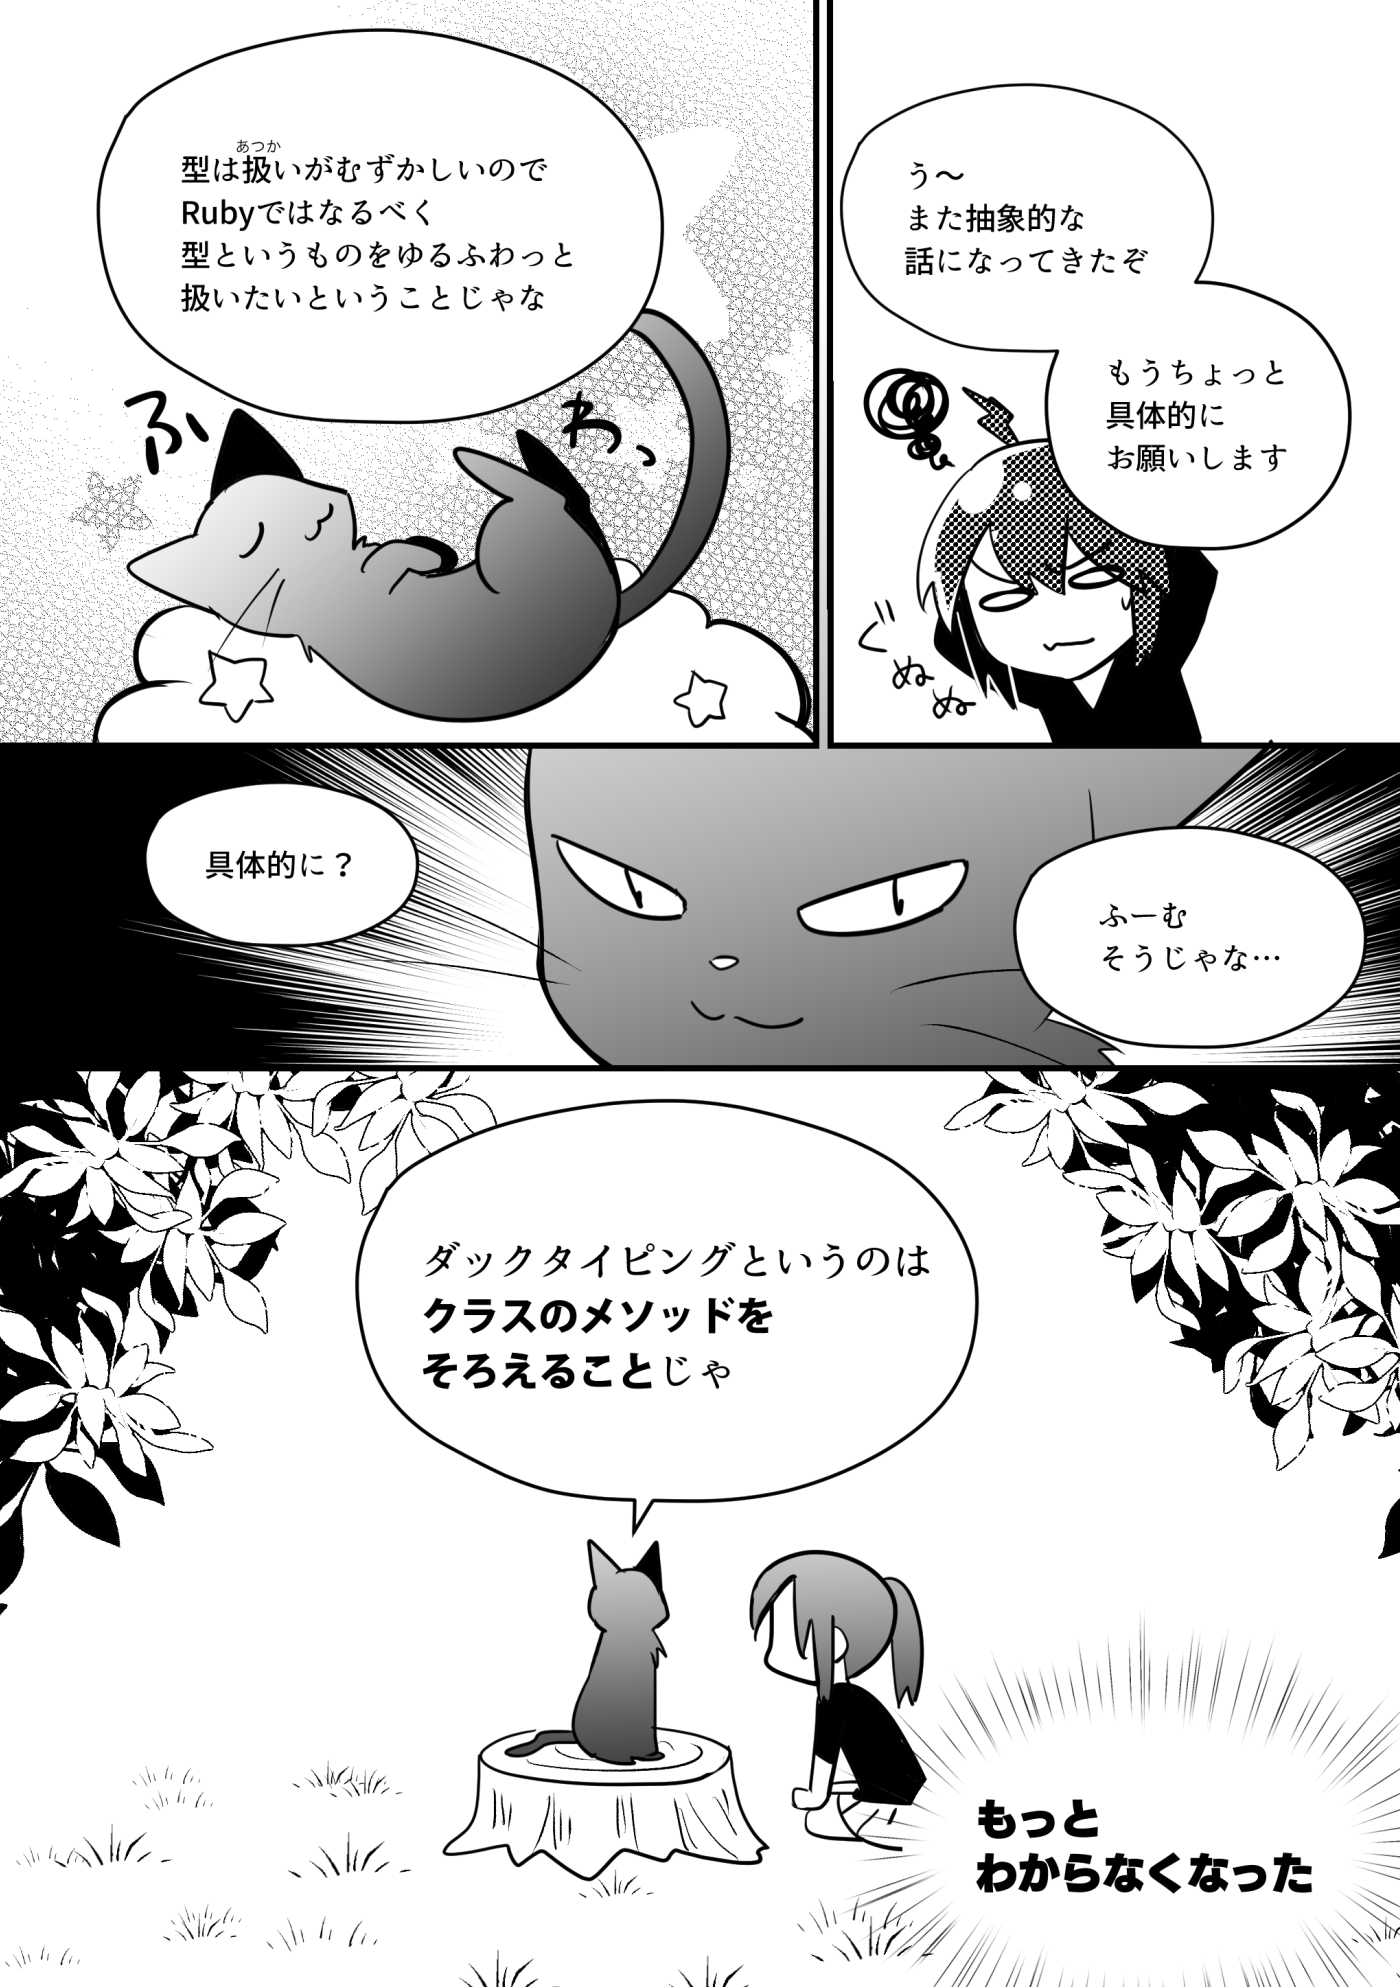 う〜
また抽象的な
話になってきたぞ
もうちょっと
具体的に
お願いします
ぐぬぬ
あつか
型は扱いがむずかしいので
Rubyではなるべく
型というものをゆるふわっと
扱いたいということじゃな
ふわっ
ふーむ
そうじゃな…
具体的に？
ダックタイピングというのは
クラスのメソッドを
そろえることじゃ
もっと
わからなくなった